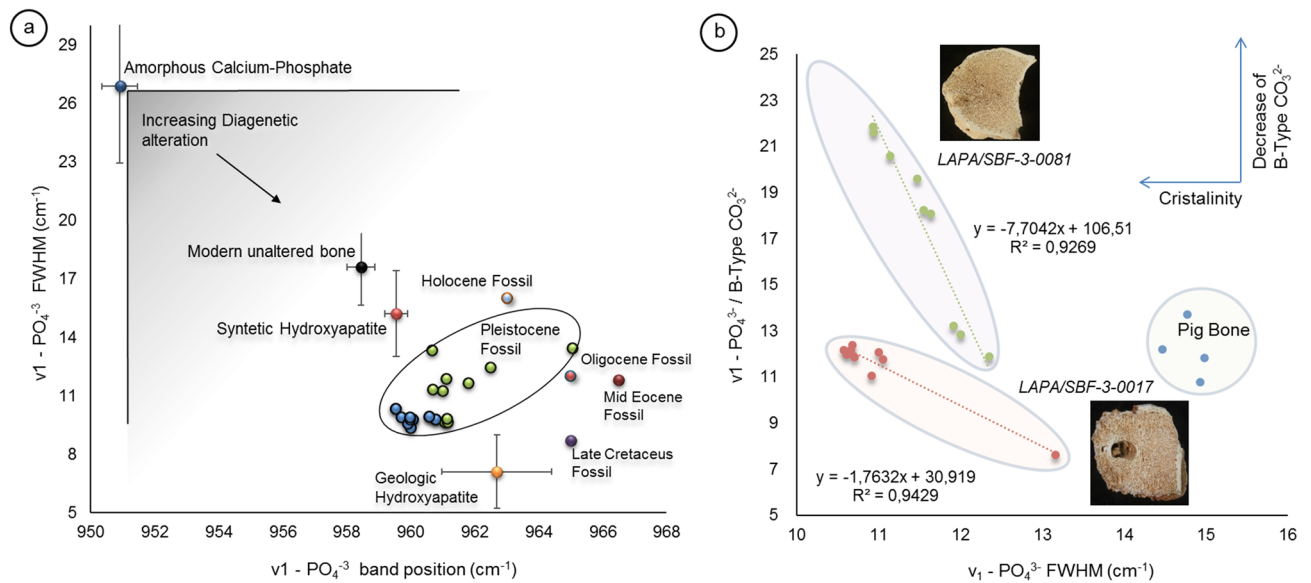 a
29
26
23
20
17
14
11
8
5
v1 - PO₄⁻³ FWHM (cm⁻¹)
Amorphous Calcium-Phosphate
Increasing Diagenetic
alteration
Modern unaltered bone
Syntetic Hydroxyapatite
Holocene Fossil
Pleistocene
Fossil
Oligocene Fossil
Mid Eocene
Fossil
Late Cretaceus
Fossil
Geologic
Hydroxyapatite
950 952 954 956 958 960 962 964 966 968
v1 - PO₄⁻³ band position (cm⁻¹)
b
25
23
21
19
17
15
13
11
9
7
5
v1 - PO₄³⁻ / B-Type CO₃²⁻
LAPA/SBF-3-0081
Decrease of
B-Type CO₃²⁻
Cristalinity
y = -7,7042x + 106,51
R² = 0,9269
Pig Bone
LAPA/SBF-3-0017
y = -1,7632x + 30,919
R² = 0,9429
10 11 12 13 14 15 16
v₁ - PO₄³⁻ FWHM (cm⁻¹)